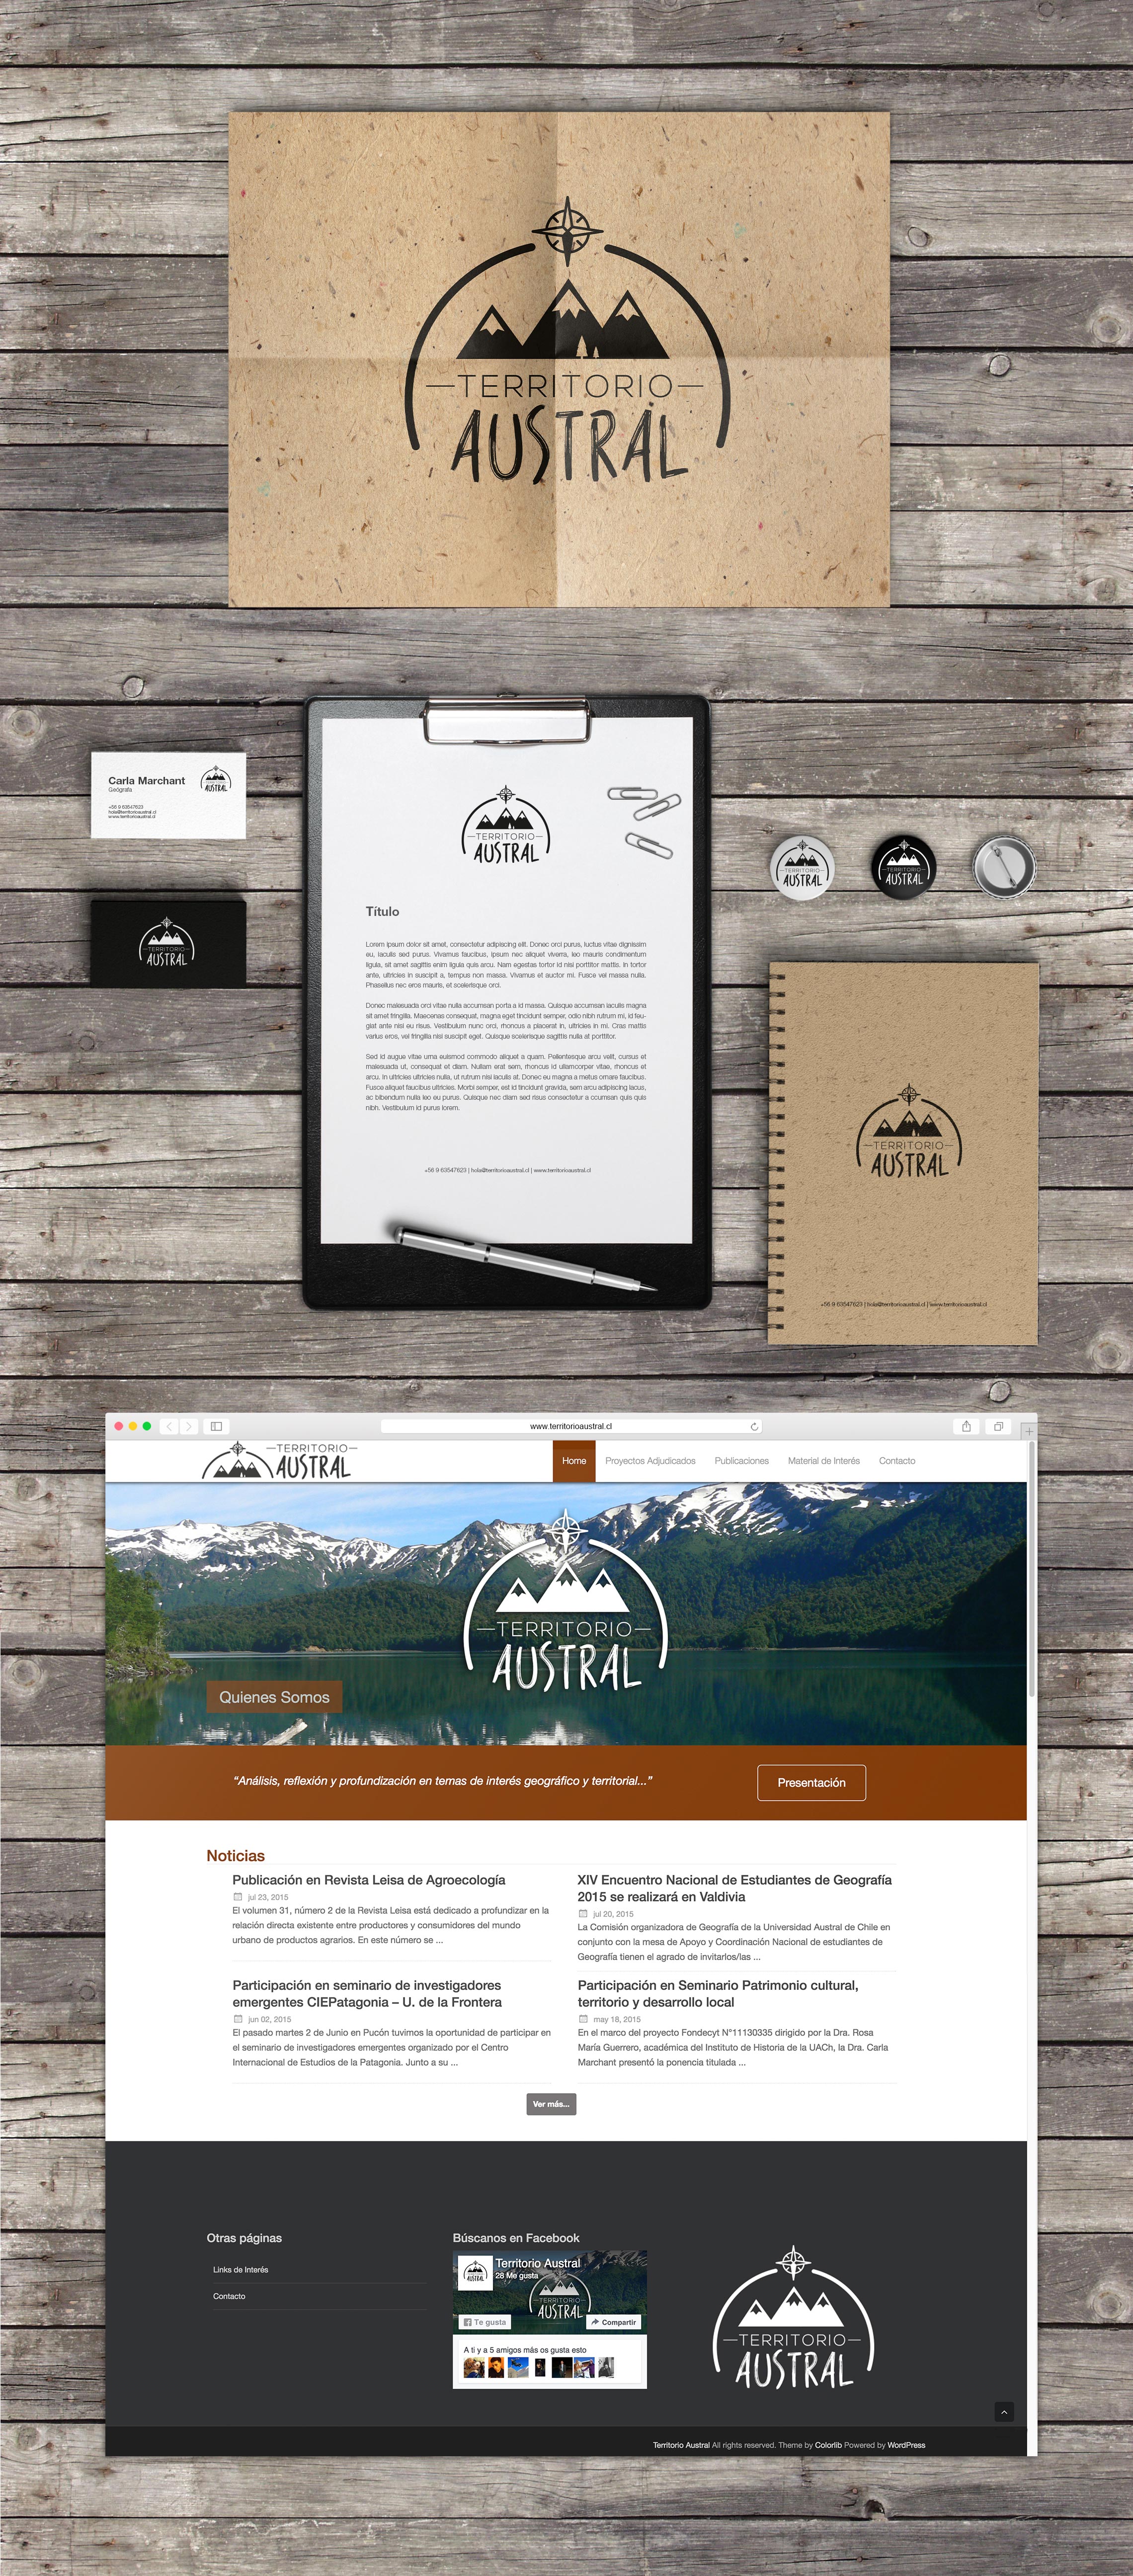 TERRITORIO
AUSTRAL
Carla Marchant
Geógrafa
+56 9 63547623
hola@territorioaustral.cl
www.territorioaustral.cl
TERRITORIO
AUSTRAL
TERRITORIO
AUSTRAL
TERRITORIO
AUSTRAL
Título
Lorem ipsum dolor sit amet, consectetur adipiscing elit. Donec orci purus, luctus vitae dignissim
eu, iaculis sed purus. Vivamus faucibus, ipsum nec aliquet viverra, leo mauris condimentum
ligula, sit amet sagittis enim ligula quis arcu. Nam egestas tortor id nisi porttitor mattis. In tortor
ante, ultricies in suscipit a, tempus non massa. Vivamus et auctor mi. Fusce vel massa nulla.
Phasellus nec eros mauris, et scelerisque orci.
Donec malesuada orci vitae nulla accumsan porta a id massa. Quisque accumsan iaculis magna
sit amet fringilla. Maecenas consequat, magna eget tincidunt semper, odio nibh rutrum mi, id feu-
giat ante nisi eu risus. Vestibulum nunc orci, rhoncus a placerat in, ultricies in mi. Cras mattis
varius eros, vel fringilla nisi suscipit eget. Quisque scelerisque sagittis nulla at porttitor.
Sed id augue vitae urna euismod commodo aliquet a quam. Pellentesque arcu velit, cursus et
malesuada ut, consequat et diam. Nullam erat sem, rhoncus id ullamcorper vitae, rhoncus et
arcu. In ultricies ultricies nulla, ut rutrum nisi iaculis at. Donec eu magna a metus ornare faucibus.
Fusce aliquet faucibus ultricies. Morbi semper, est id tincidunt gravida, sem arcu adipiscing lacus,
ac bibendum nulla leo eu purus. Quisque nec diam sed risus consectetur a ccumsan quis quis
nibh. Vestibulum id purus lorem.
+56 9 63547623 | hola@territorioaustral.cl | www.territorioaustral.cl
TERRITORIO
AUSTRAL
TERRITORIO
AUSTRAL
TERRITORIO
AUSTRAL
+56 9 63547623 | hola@territorioaustral.cl | www.territorioaustral.cl
www.territorioaustral.cl
TERRITORIO
AUSTRAL
Home Proyectos Adjudicados Publicaciones Material de Interés Contacto
TERRITORIO
AUSTRAL
Quienes Somos
“Análisis, reflexión y profundización en temas de interés geográfico y territorial...”
Presentación
Noticias
Publicación en Revista Leisa de Agroecología
jul 23, 2015
El volumen 31, número 2 de la Revista Leisa está dedicado a profundizar en la
relación directa existente entre productores y consumidores del mundo
urbano de productos agrarios. En este número se ...
XIV Encuentro Nacional de Estudiantes de Geografía
2015 se realizará en Valdivia
jul 20, 2015
La Comisión organizadora de Geografía de la Universidad Austral de Chile en
conjunto con la mesa de Apoyo y Coordinación Nacional de estudiantes de
Geografía tienen el agrado de invitarlos/las ...
Participación en seminario de investigadores
emergentes CIEPatagonia – U. de la Frontera
jun 02, 2015
El pasado martes 2 de Junio en Pucón tuvimos la oportunidad de participar en
el seminario de investigadores emergentes organizado por el Centro
Internacional de Estudios de la Patagonia. Junto a su ...
Participación en Seminario Patrimonio cultural,
territorio y desarrollo local
may 18, 2015
En el marco del proyecto Fondecyt N°11130335 dirigido por la Dra. Rosa
María Guerrero, académica del Instituto de Historia de la UACh, la Dra. Carla
Marchant presentó la ponencia titulada ...
Ver más...
Otras páginas
Links de Interés
Contacto
Búscanos en Facebook
AUSTRAL
Territorio Austral
28 Me gusta
TERRITORIO
AUSTRAL
Te gusta
Compartir
A ti y a 5 amigos más os gusta esto
TERRITORIO
AUSTRAL
Territorio Austral All rights reserved. Theme by Colorlib Powered by WordPress